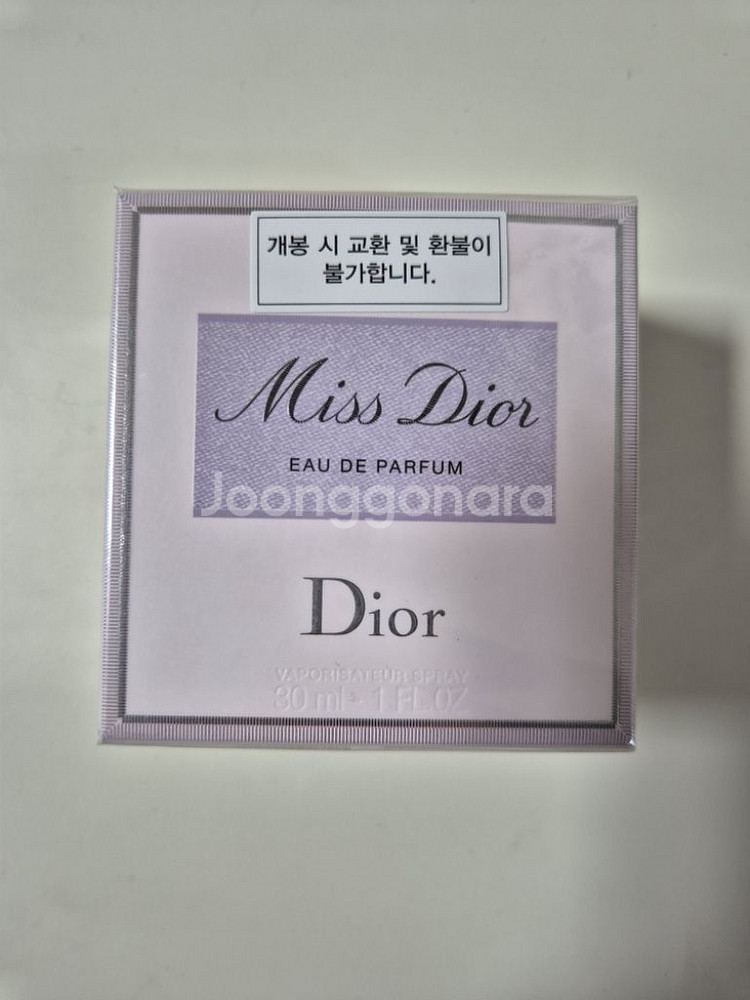 개봉 시 교환 및 환불이
불가합니다.
Miss Dior
EAU DE PARFUM
Joonggonara
Dior
VAPORISATEUR SPRAY
30 ml - 1 FL.OZ